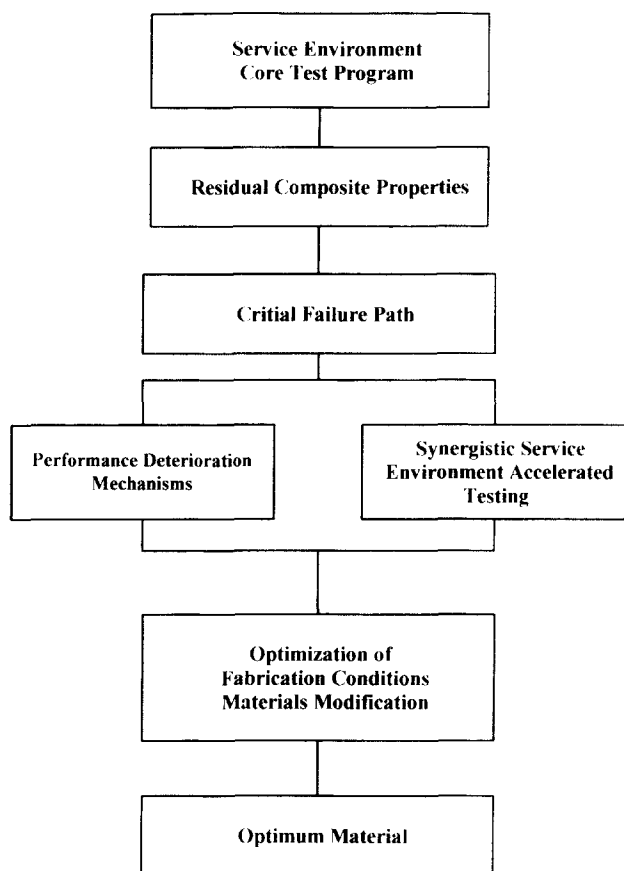 Service Environment
Core Test Program
Residual Composite Properties
Critial Failure Path
Performance Deterioration
Mechanisms
Synergistic Service
Environment Accelerated
Testing
Optimization of
Fabrication Conditions
Materials Modification
Optimum Material